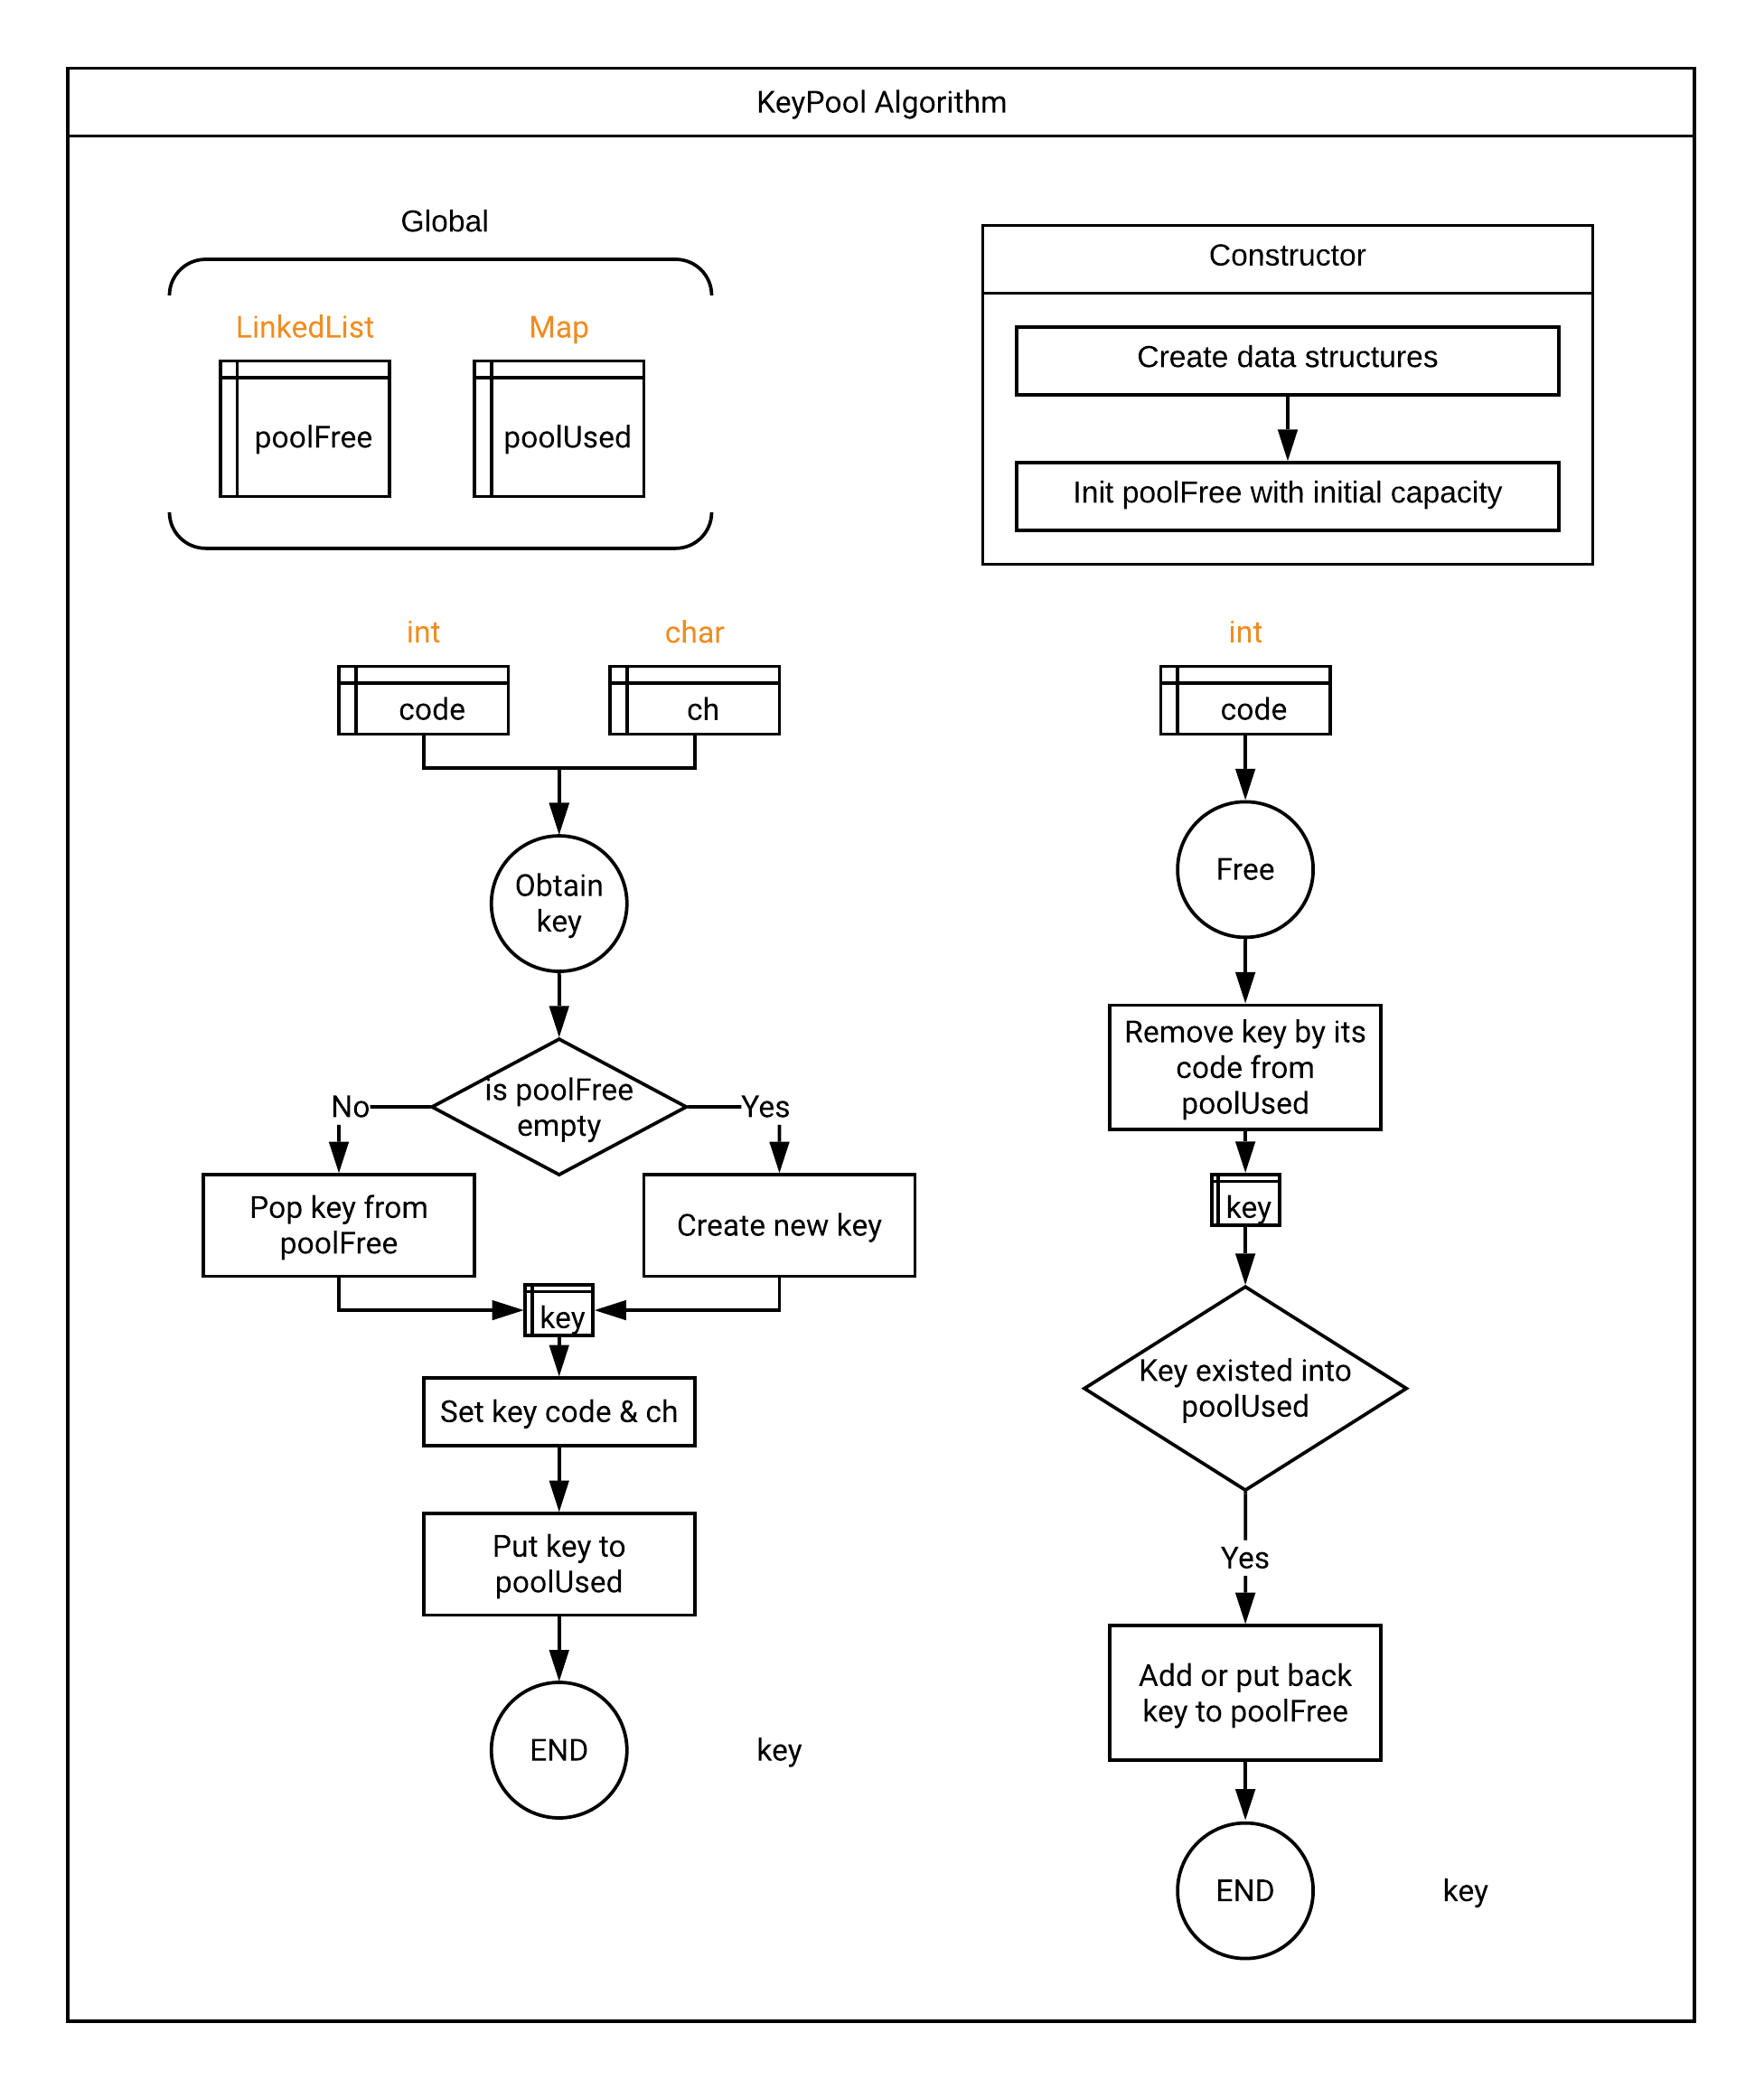 KeyPool Algorithm
Global
LinkedList
Map
poolFree
poolUsed
Constructor
Create data structures
Init poolFree with initial capacity
int
char
code
ch
Obtain
key
is poolFree
empty
No
Yes
Pop key from
poolFree
Create new key
key
Set key code & ch
Put key to
poolUsed
END
key
int
code
Free
Remove key by its
code from
poolUsed
key
Key existed into
poolUsed
Yes
Add or put back
key to poolFree
END
key